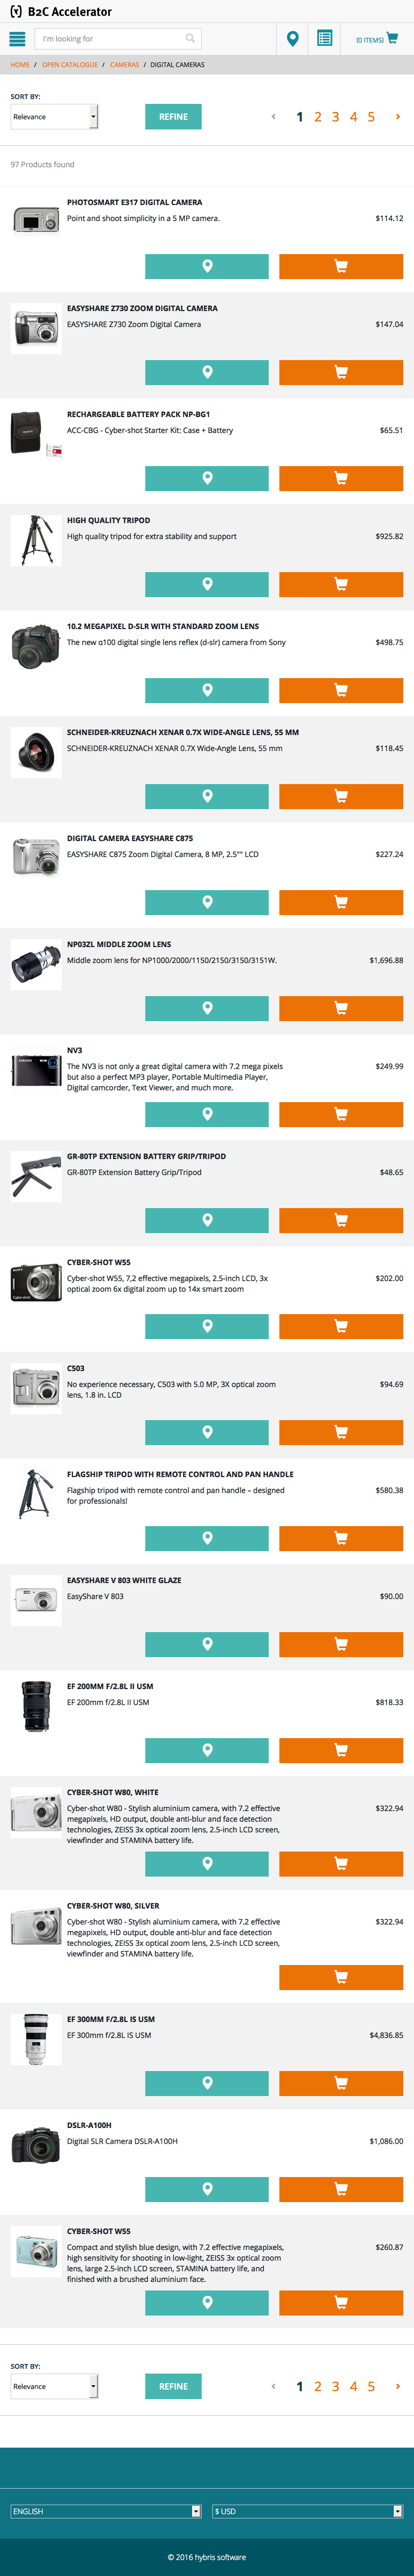 B2C Accelerator
I'm looking for
(0 ITEMS)
HOME / OPEN CATALOGUE / CAMERAS / DIGITAL CAMERAS
SORT BY:
Relevance
REFINE
‹ 1 2 3 4 5 ›
97 Products found
PHOTOSMART E317 DIGITAL CAMERA
Point and shoot simplicity in a 5 MP camera.
$114.12
EASYSHARE Z730 ZOOM DIGITAL CAMERA
EASYSHARE Z730 Zoom Digital Camera
$147.04
RECHARGEABLE BATTERY PACK NP-BG1
ACC-CBG - Cyber-shot Starter Kit: Case + Battery
$65.51
HIGH QUALITY TRIPOD
High quality tripod for extra stability and support
$925.82
10.2 MEGAPIXEL D-SLR WITH STANDARD ZOOM LENS
The new α100 digital single lens reflex (d-slr) camera from Sony
$498.75
SCHNEIDER-KREUZNACH XENAR 0.7X WIDE-ANGLE LENS, 55 MM
SCHNEIDER-KREUZNACH XENAR 0.7X Wide-Angle Lens, 55 mm
$118.45
DIGITAL CAMERA EASYSHARE C875
EASYSHARE C875 Zoom Digital Camera, 8 MP, 2.5"" LCD
$227.24
NP03ZL MIDDLE ZOOM LENS
Middle zoom lens for NP1000/2000/1150/2150/3150/3151W.
$1,696.88
NV3
The NV3 is not only a great digital camera with 7.2 mega pixels
but also a perfect MP3 player, Portable Multimedia Player,
Digital camcorder, Text Viewer, and much more.
$249.99
GR-80TP EXTENSION BATTERY GRIP/TRIPOD
GR-80TP Extension Battery Grip/Tripod
$48.65
CYBER-SHOT W55
Cyber-shot W55, 7,2 effective megapixels, 2.5-inch LCD, 3x
optical zoom 6x digital zoom up to 14x smart zoom
$202.00
C503
No experience necessary, C503 with 5.0 MP, 3X optical zoom
lens, 1.8 in. LCD
$94.69
FLAGSHIP TRIPOD WITH REMOTE CONTROL AND PAN HANDLE
Flagship tripod with remote control and pan handle – designed
for professionals!
$580.38
EASYSHARE V 803 WHITE GLAZE
EasyShare V 803
$90.00
EF 200MM F/2.8L II USM
EF 200mm f/2.8L II USM
$818.33
CYBER-SHOT W80, WHITE
Cyber-shot W80 - Stylish aluminium camera, with 7.2 effective
megapixels, HD output, double anti-blur and face detection
technologies, ZEISS 3x optical zoom lens, 2.5-inch LCD screen,
viewfinder and STAMINA battery life.
$322.94
CYBER-SHOT W80, SILVER
Cyber-shot W80 - Stylish aluminium camera, with 7.2 effective
megapixels, HD output, double anti-blur and face detection
technologies, ZEISS 3x optical zoom lens, 2.5-inch LCD screen,
viewfinder and STAMINA battery life.
$322.94
EF 300MM F/2.8L IS USM
EF 300mm f/2.8L IS USM
$4,836.85
DSLR-A100H
Digital SLR Camera DSLR-A100H
$1,086.00
CYBER-SHOT W55
Compact and stylish blue design, with 7.2 effective megapixels,
high sensitivity for shooting in low-light, ZEISS 3x optical zoom
lens, large 2.5-inch LCD screen, STAMINA battery life, and
finished with a brushed aluminium face.
$260.87
SORT BY:
Relevance
REFINE
‹ 1 2 3 4 5 ›
ENGLISH
$ USD
© 2016 hybris software